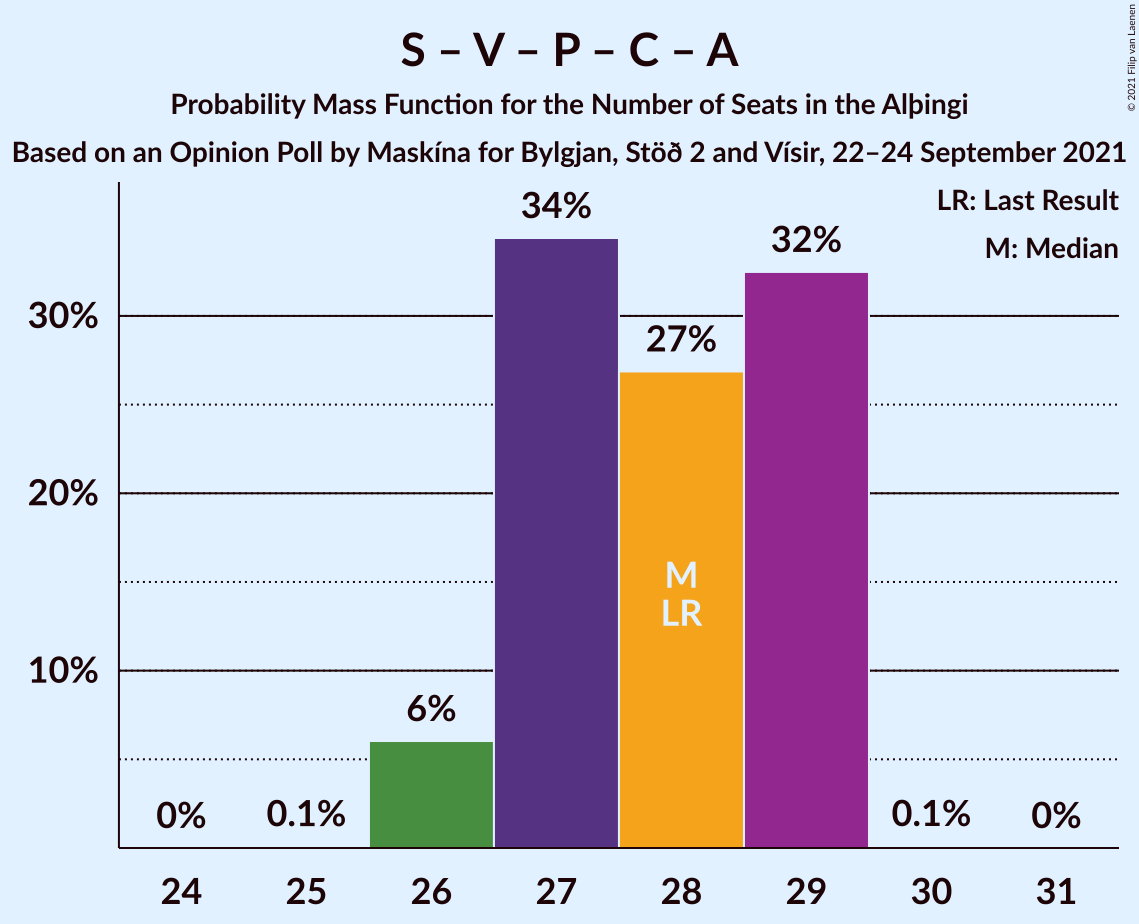 S – V – P – C – A
Probability Mass Function for the Number of Seats in the Alþingi
Based on an Opinion Poll by Maskína for Bylgjan, Stöð 2 and Vísir, 22–24 September 2021
© 2021 Filip van Laenen
LR: Last Result
M: Median
34%
32%
30%
27%
20%
M
LR
10%
6%
0%
0.1%
0.1%
0%
24 25 26 27 28 29 30 31